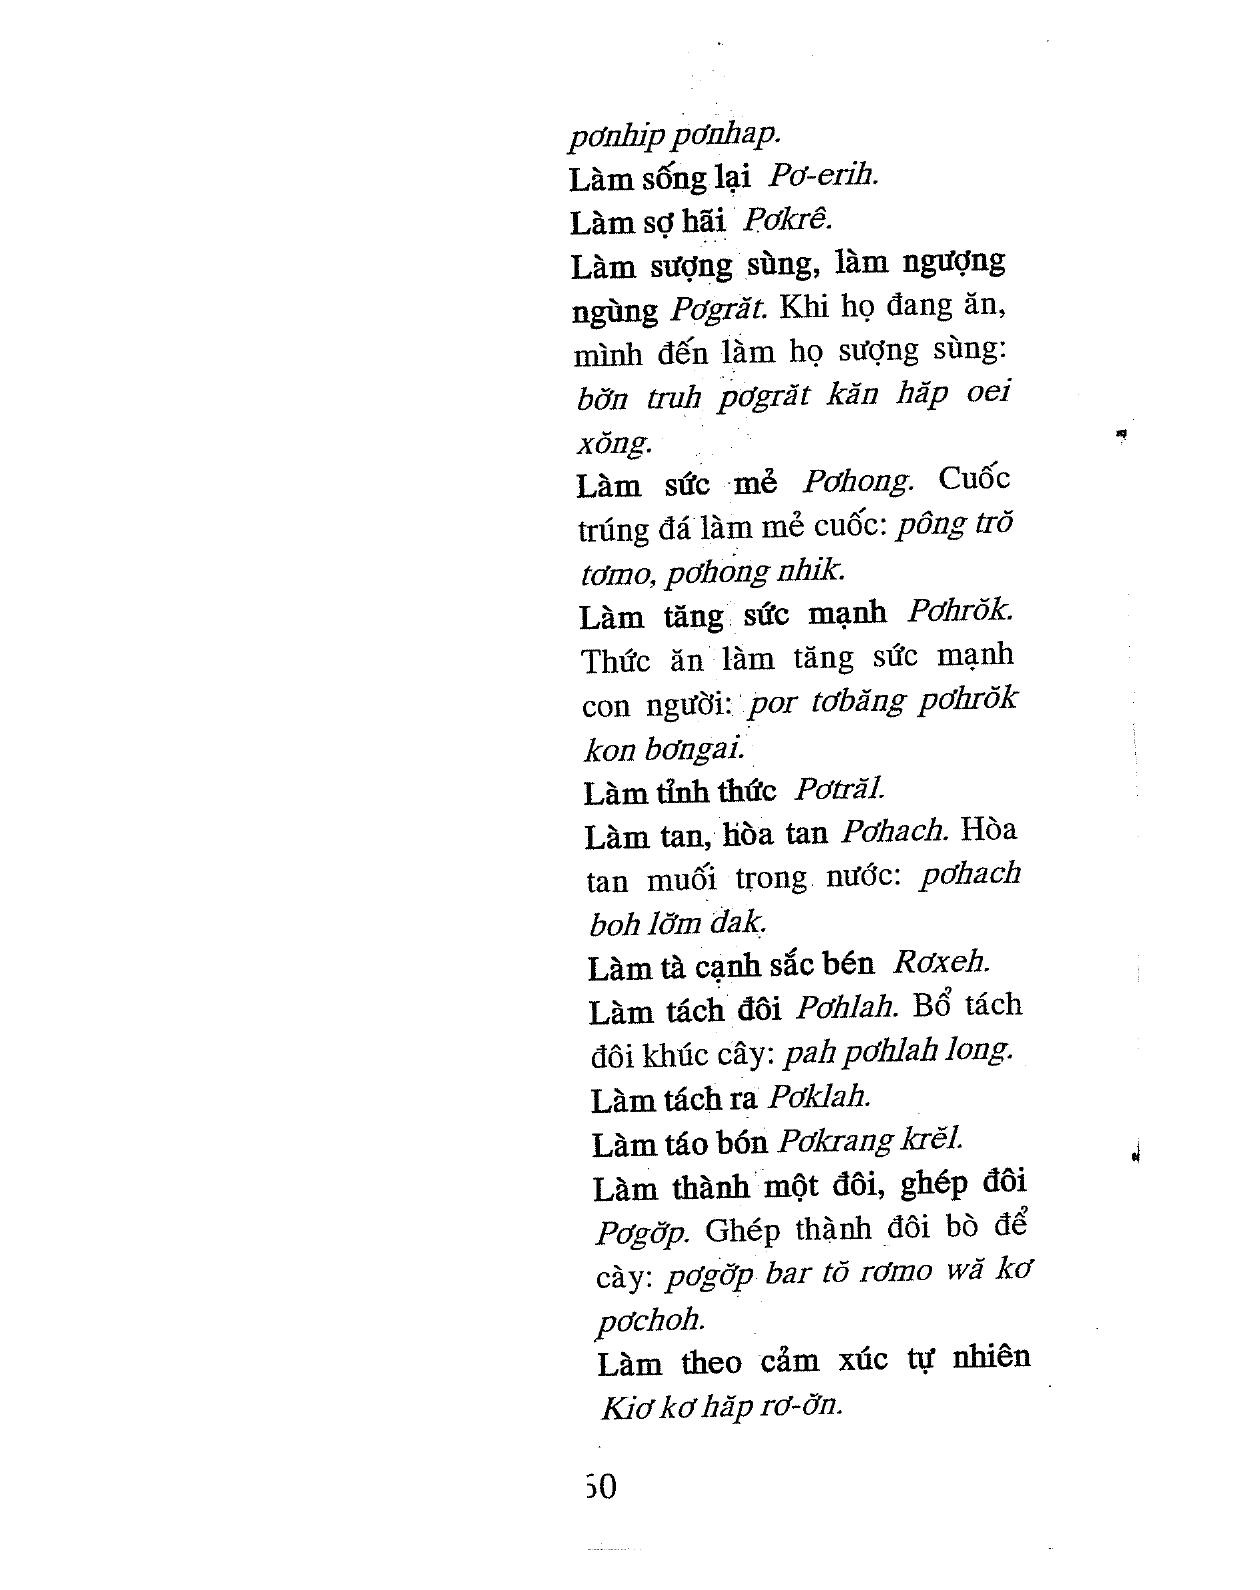 pơnhip pơnhap.
Làm sống lại Pơ-erih.
Làm sợ hãi Pơkrê.
Làm sượng sùng, làm ngượng
ngùng Pơgrăt. Khi họ đang ăn,
mình đến làm họ sượng sùng:
bơ̆n truh pơgrăt kăn hăp oei
xŏng.
Làm sức mẻ Pơhong. Cuốc
trúng đá làm mẻ cuốc: pông trŏ
tơmo, pơhong nhik.
Làm tăng sức mạnh Pơhrŏk.
Thức ăn làm tăng sức mạnh
con người: por tơbăng pơhrŏk
kon bơngai.
Làm tỉnh thức Pơtrăl.
Làm tan, hòa tan Pơhach. Hòa
tan muối trong nước: pơhach
boh lơ̆m dak.
Làm tà cạnh sắc bén Rơxeh.
Làm tách đôi Pơhlah. Bổ tách
đôi khúc cây: pah pơhlah long.
Làm tách ra Pơklah.
Làm táo bón Pơkrang krĕl.
Làm thành một đôi, ghép đôi
Pơgơ̆p. Ghép thành đôi bò để
cày: pơgơ̆p bar tŏ rơmo wă kơ
pơchoh.
Làm theo cảm xúc tự nhiên
Kiơ kơ hăp rơ-ơ̆n.